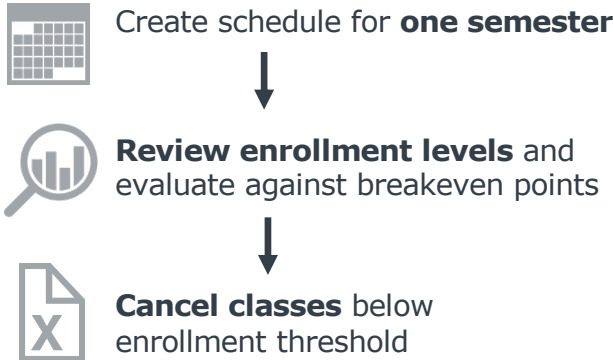 Create schedule for one semester
Review enrollment levels and
evaluate against breakeven points
X
Cancel classes below
enrollment threshold